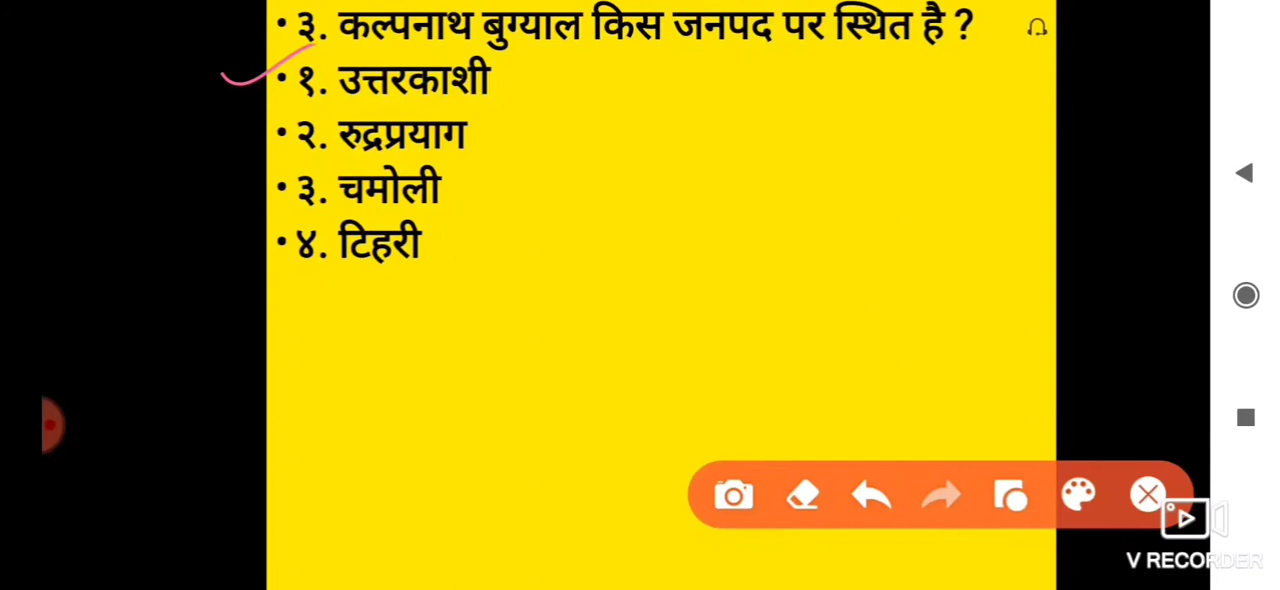 • ३. कल्पनाथ बुग्याल किस जनपद पर स्थित है ?
• १. उत्तरकाशी
• २. रुद्रप्रयाग
• ३. चमोली
• ४. टिहरी
V RECORDER